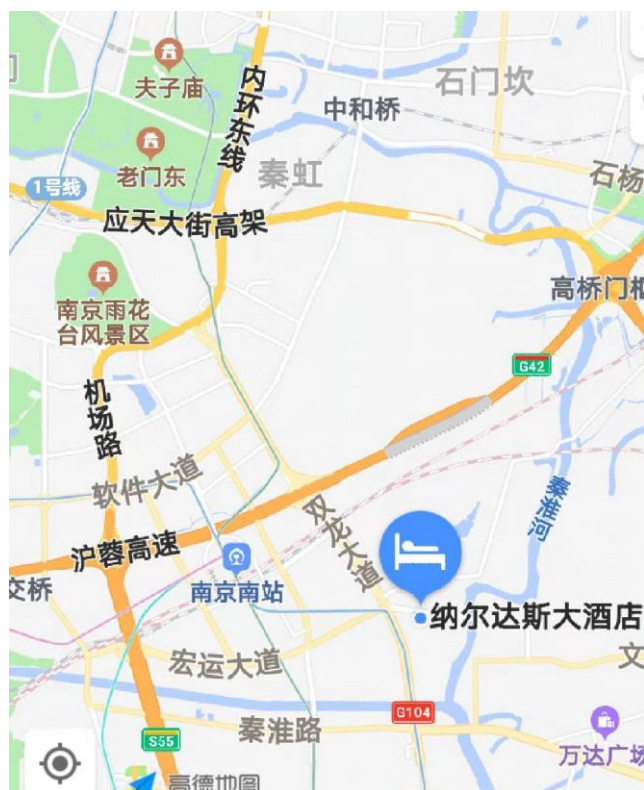 夫子庙
内环东线
石门坎
中和桥
老门东
秦虹
1号线
石杨
应天大街高架
南京雨花
台风景区
高桥门枢
G42
机场路
软件大道
双龙大道
秦淮河
沪蓉高速
南京南站
交桥
纳尔达斯大酒店
宏运大道
文
G104
秦淮路
S55
万达广场
高德地图